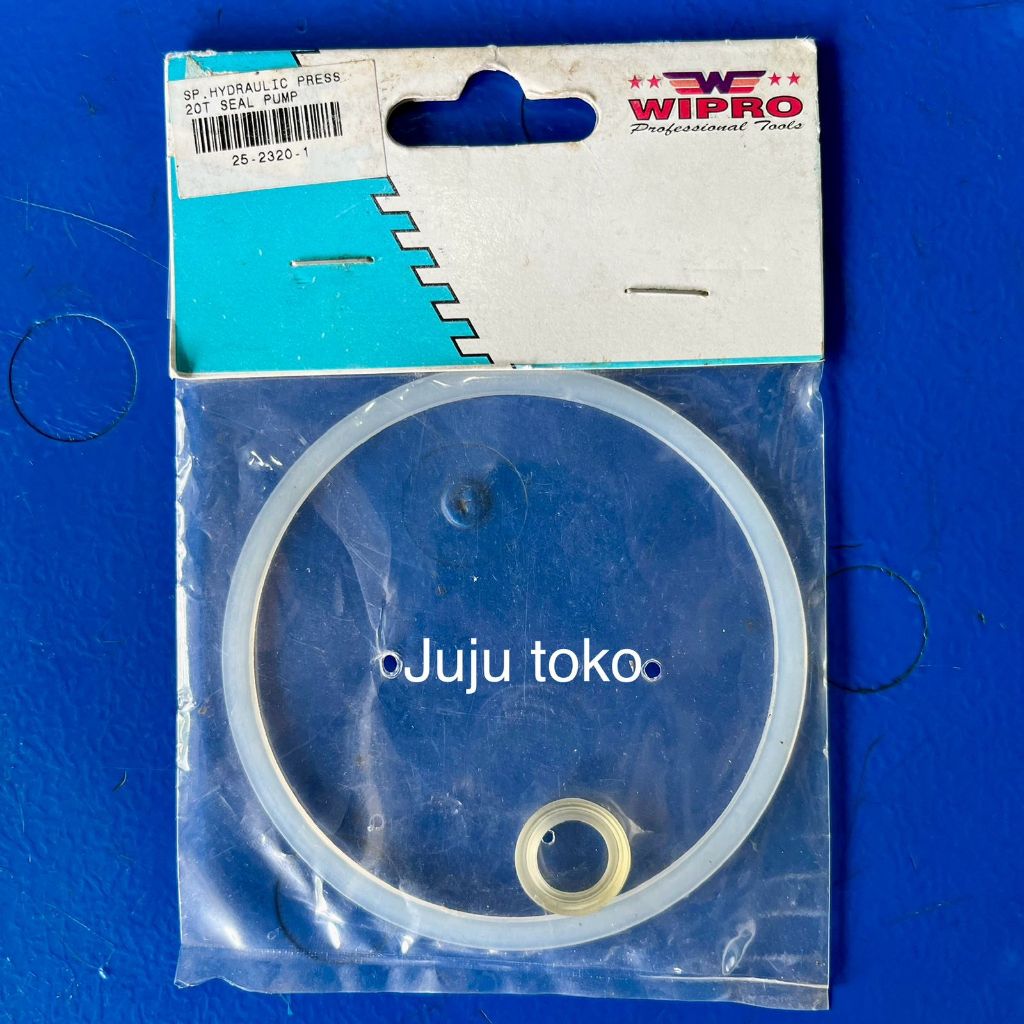 SP.HYDRAULIC PRESS
20T SEAL PUMP
25-2320-1
W
WIPRO
Professional Tools
Juju toko